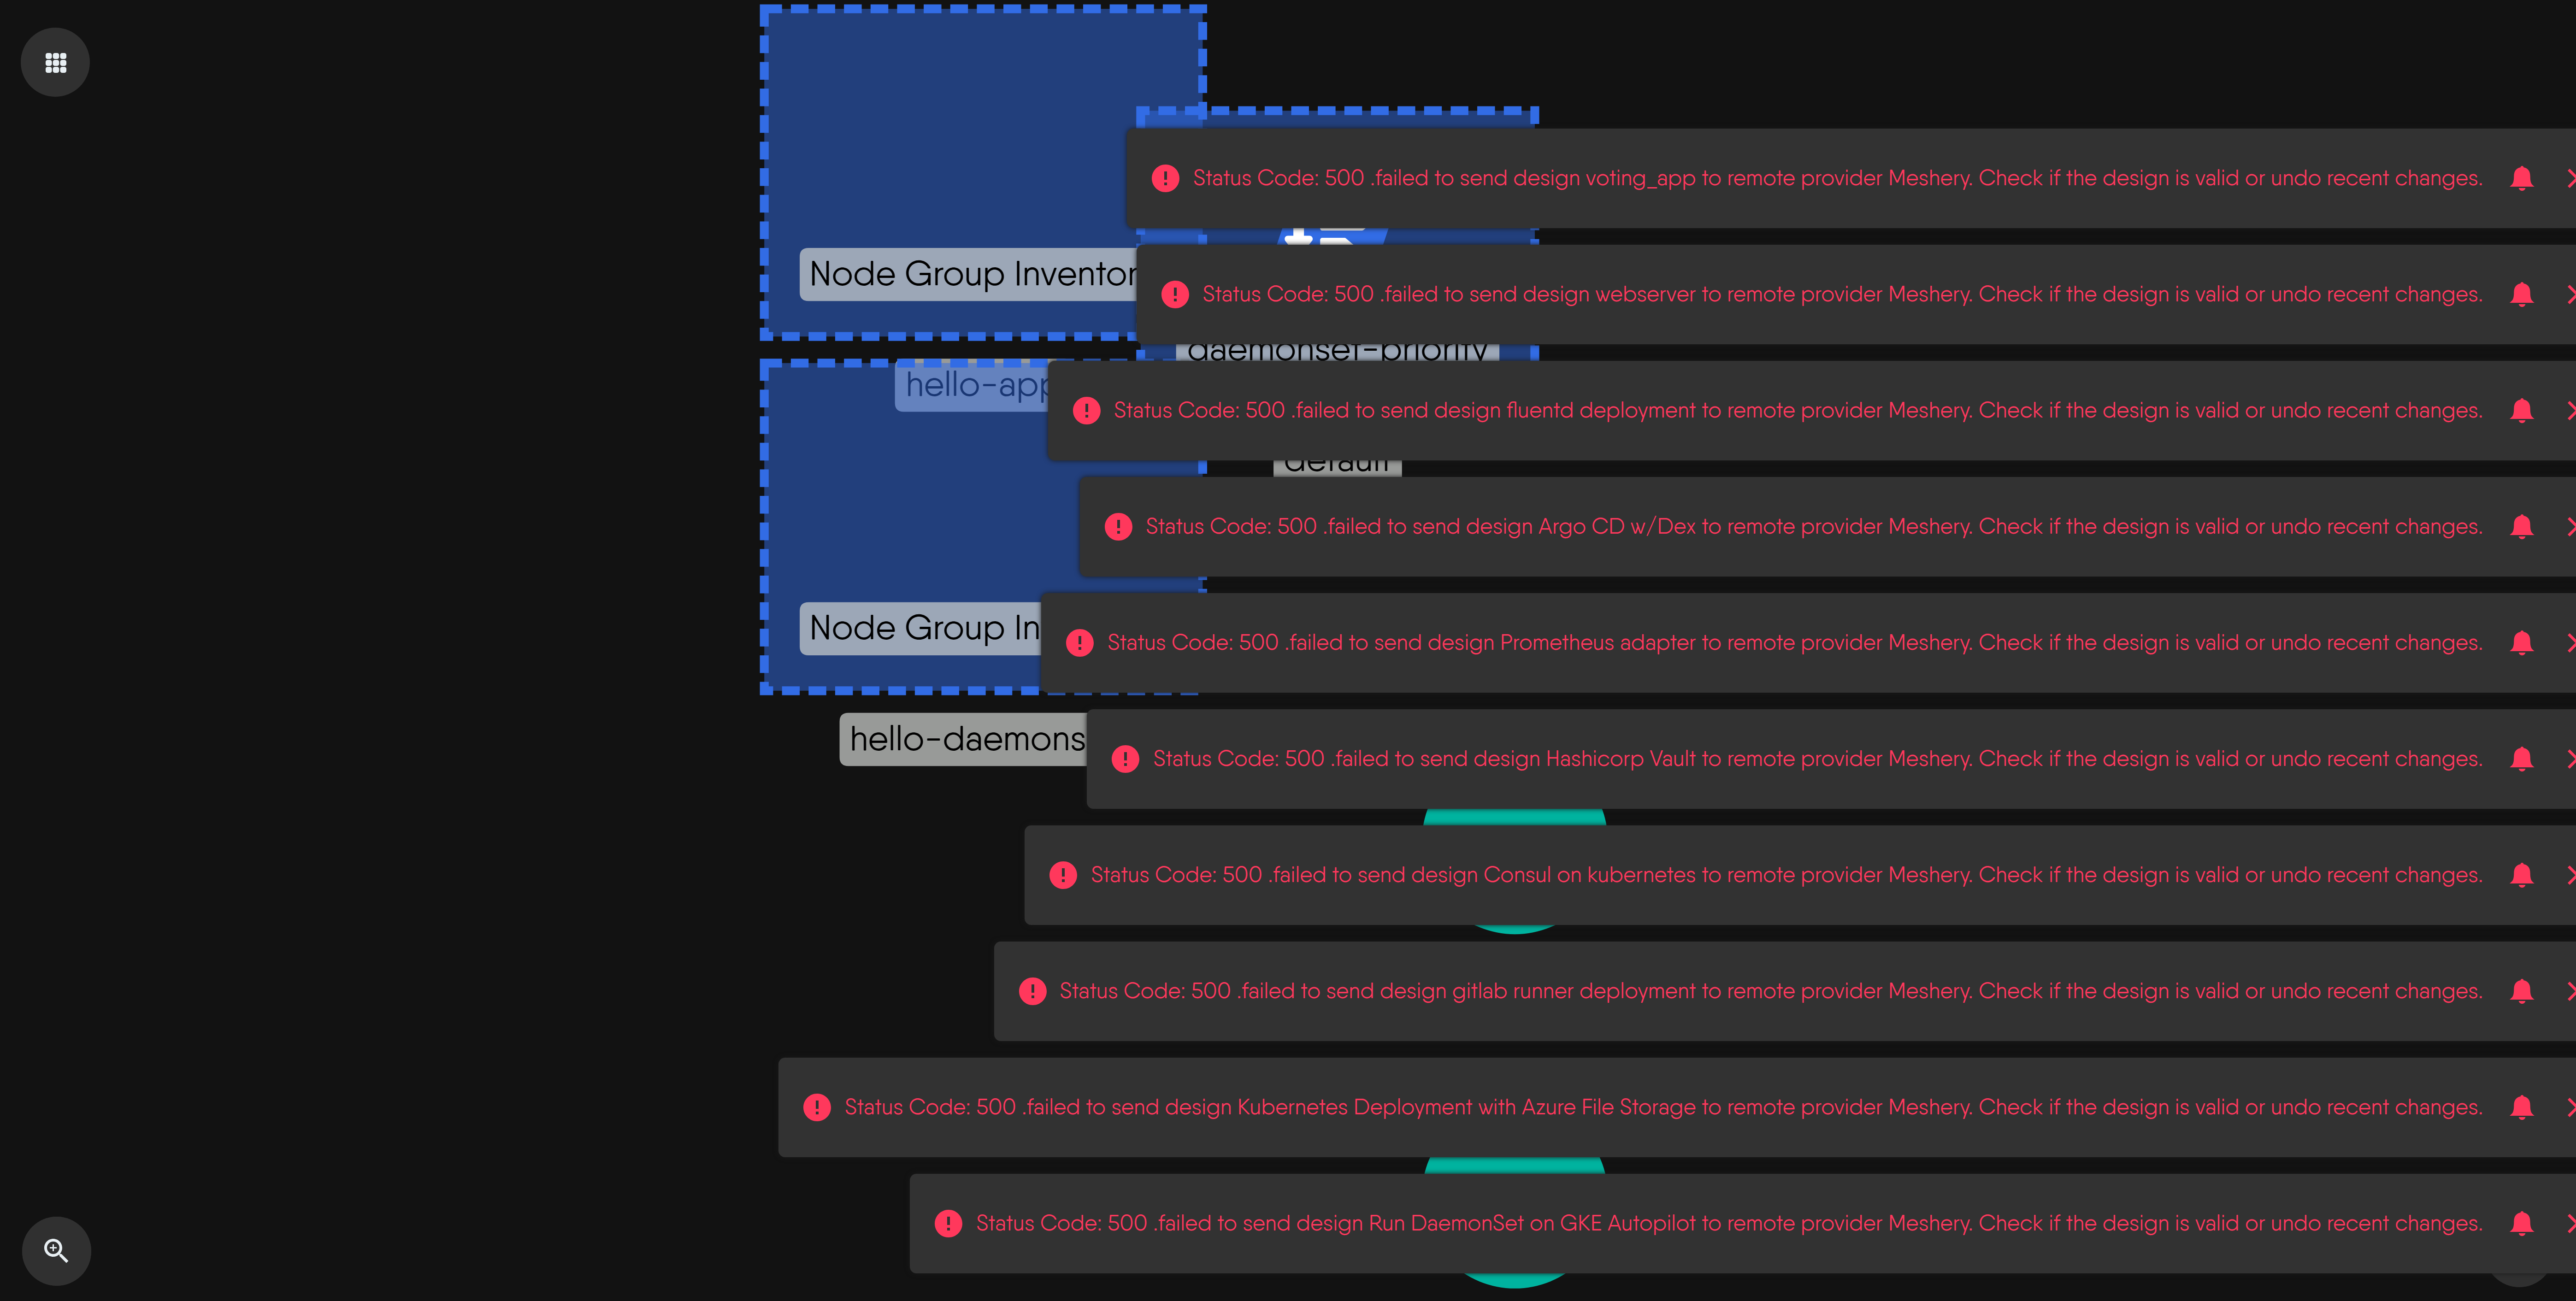 Status Code: 500 .failed to send design voting_app to remote provider Meshery. Check if the design is valid or undo recent changes.
Node Group
Status Code: 500 .failed to send design webserver to remote provider Meshery. Check if the design is valid or undo recent changes.
daemonset-priority
hello-app
Status Code: 500 .failed to send design fluentd deployment to remote provider Meshery. Check if the design is valid or undo recent changes.
default
Status Code: 500 .failed to send design Argo CD w/Dex to remote provider Meshery. Check if the design is valid or undo recent changes.
Node Group
Status Code: 500 .failed to send design Prometheus adapter to remote provider Meshery. Check if the design is valid or undo recent changes.
hello-daemons
Status Code: 500 .failed to send design Hashicorp Vault to remote provider Meshery. Check if the design is valid or undo recent changes.
Status Code: 500 .failed to send design Consul on kubernetes to remote provider Meshery. Check if the design is valid or undo recent changes.
Status Code: 500 .failed to send design gitlab runner deployment to remote provider Meshery. Check if the design is valid or undo recent changes.
Status Code: 500 .failed to send design Kubernetes Deployment with Azure File Storage to remote provider Meshery. Check if the design is valid or undo recent changes.
Status Code: 500 .failed to send design Run DaemonSet on GKE Autopilot to remote provider Meshery. Check if the design is valid or undo recent changes.